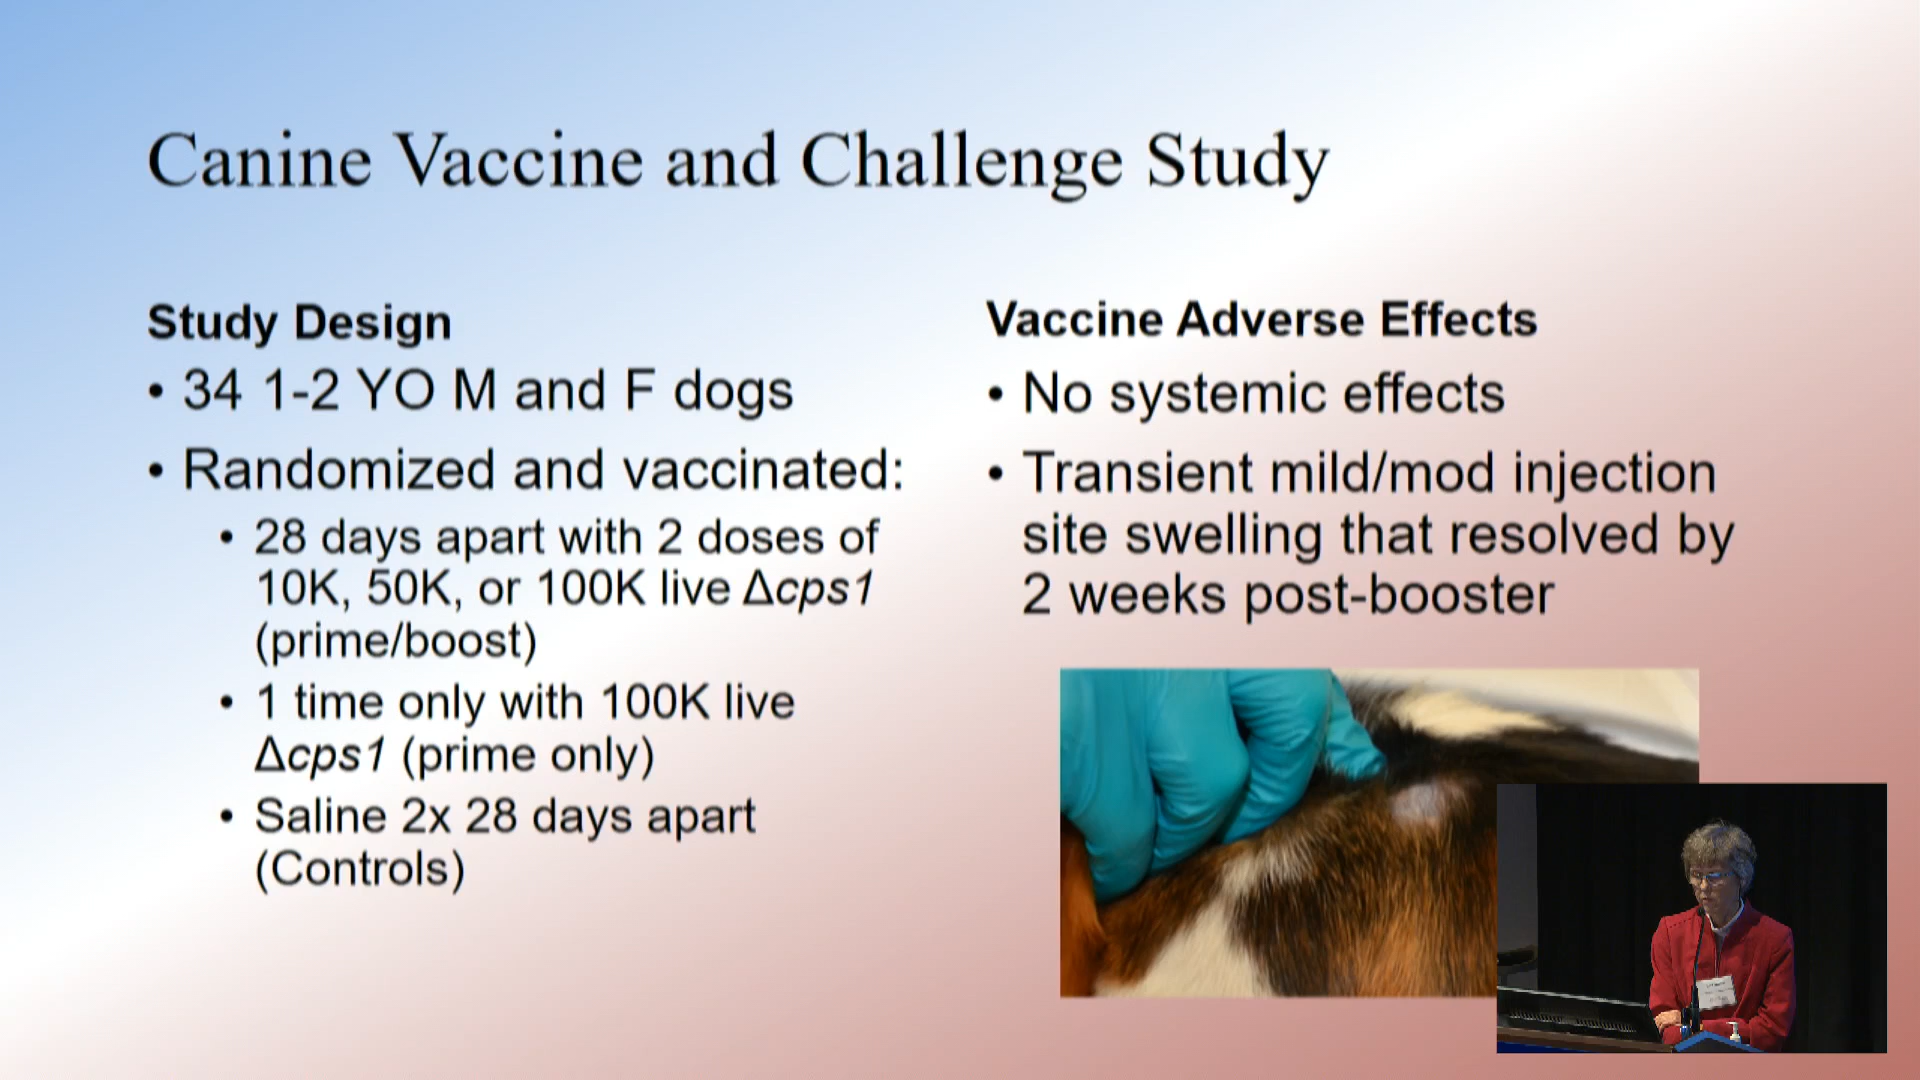 Canine Vaccine and Challenge Study
Study Design
• 34 1-2 YO M and F dogs
• Randomized and vaccinated:
• 28 days apart with 2 doses of
10K, 50K, or 100K live Δcps1
(prime/boost)
• 1 time only with 100K live
Δcps1 (prime only)
• Saline 2x 28 days apart
(Controls)
Vaccine Adverse Effects
• No systemic effects
• Transient mild/mod injection
site swelling that resolved by
2 weeks post-booster